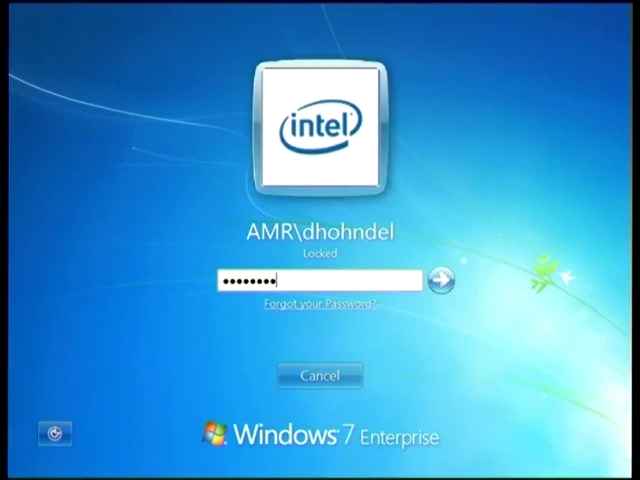 intel
AMR\dhohndel
Locked
••••••••
Forgot your Password?
Cancel
Windows 7 Enterprise